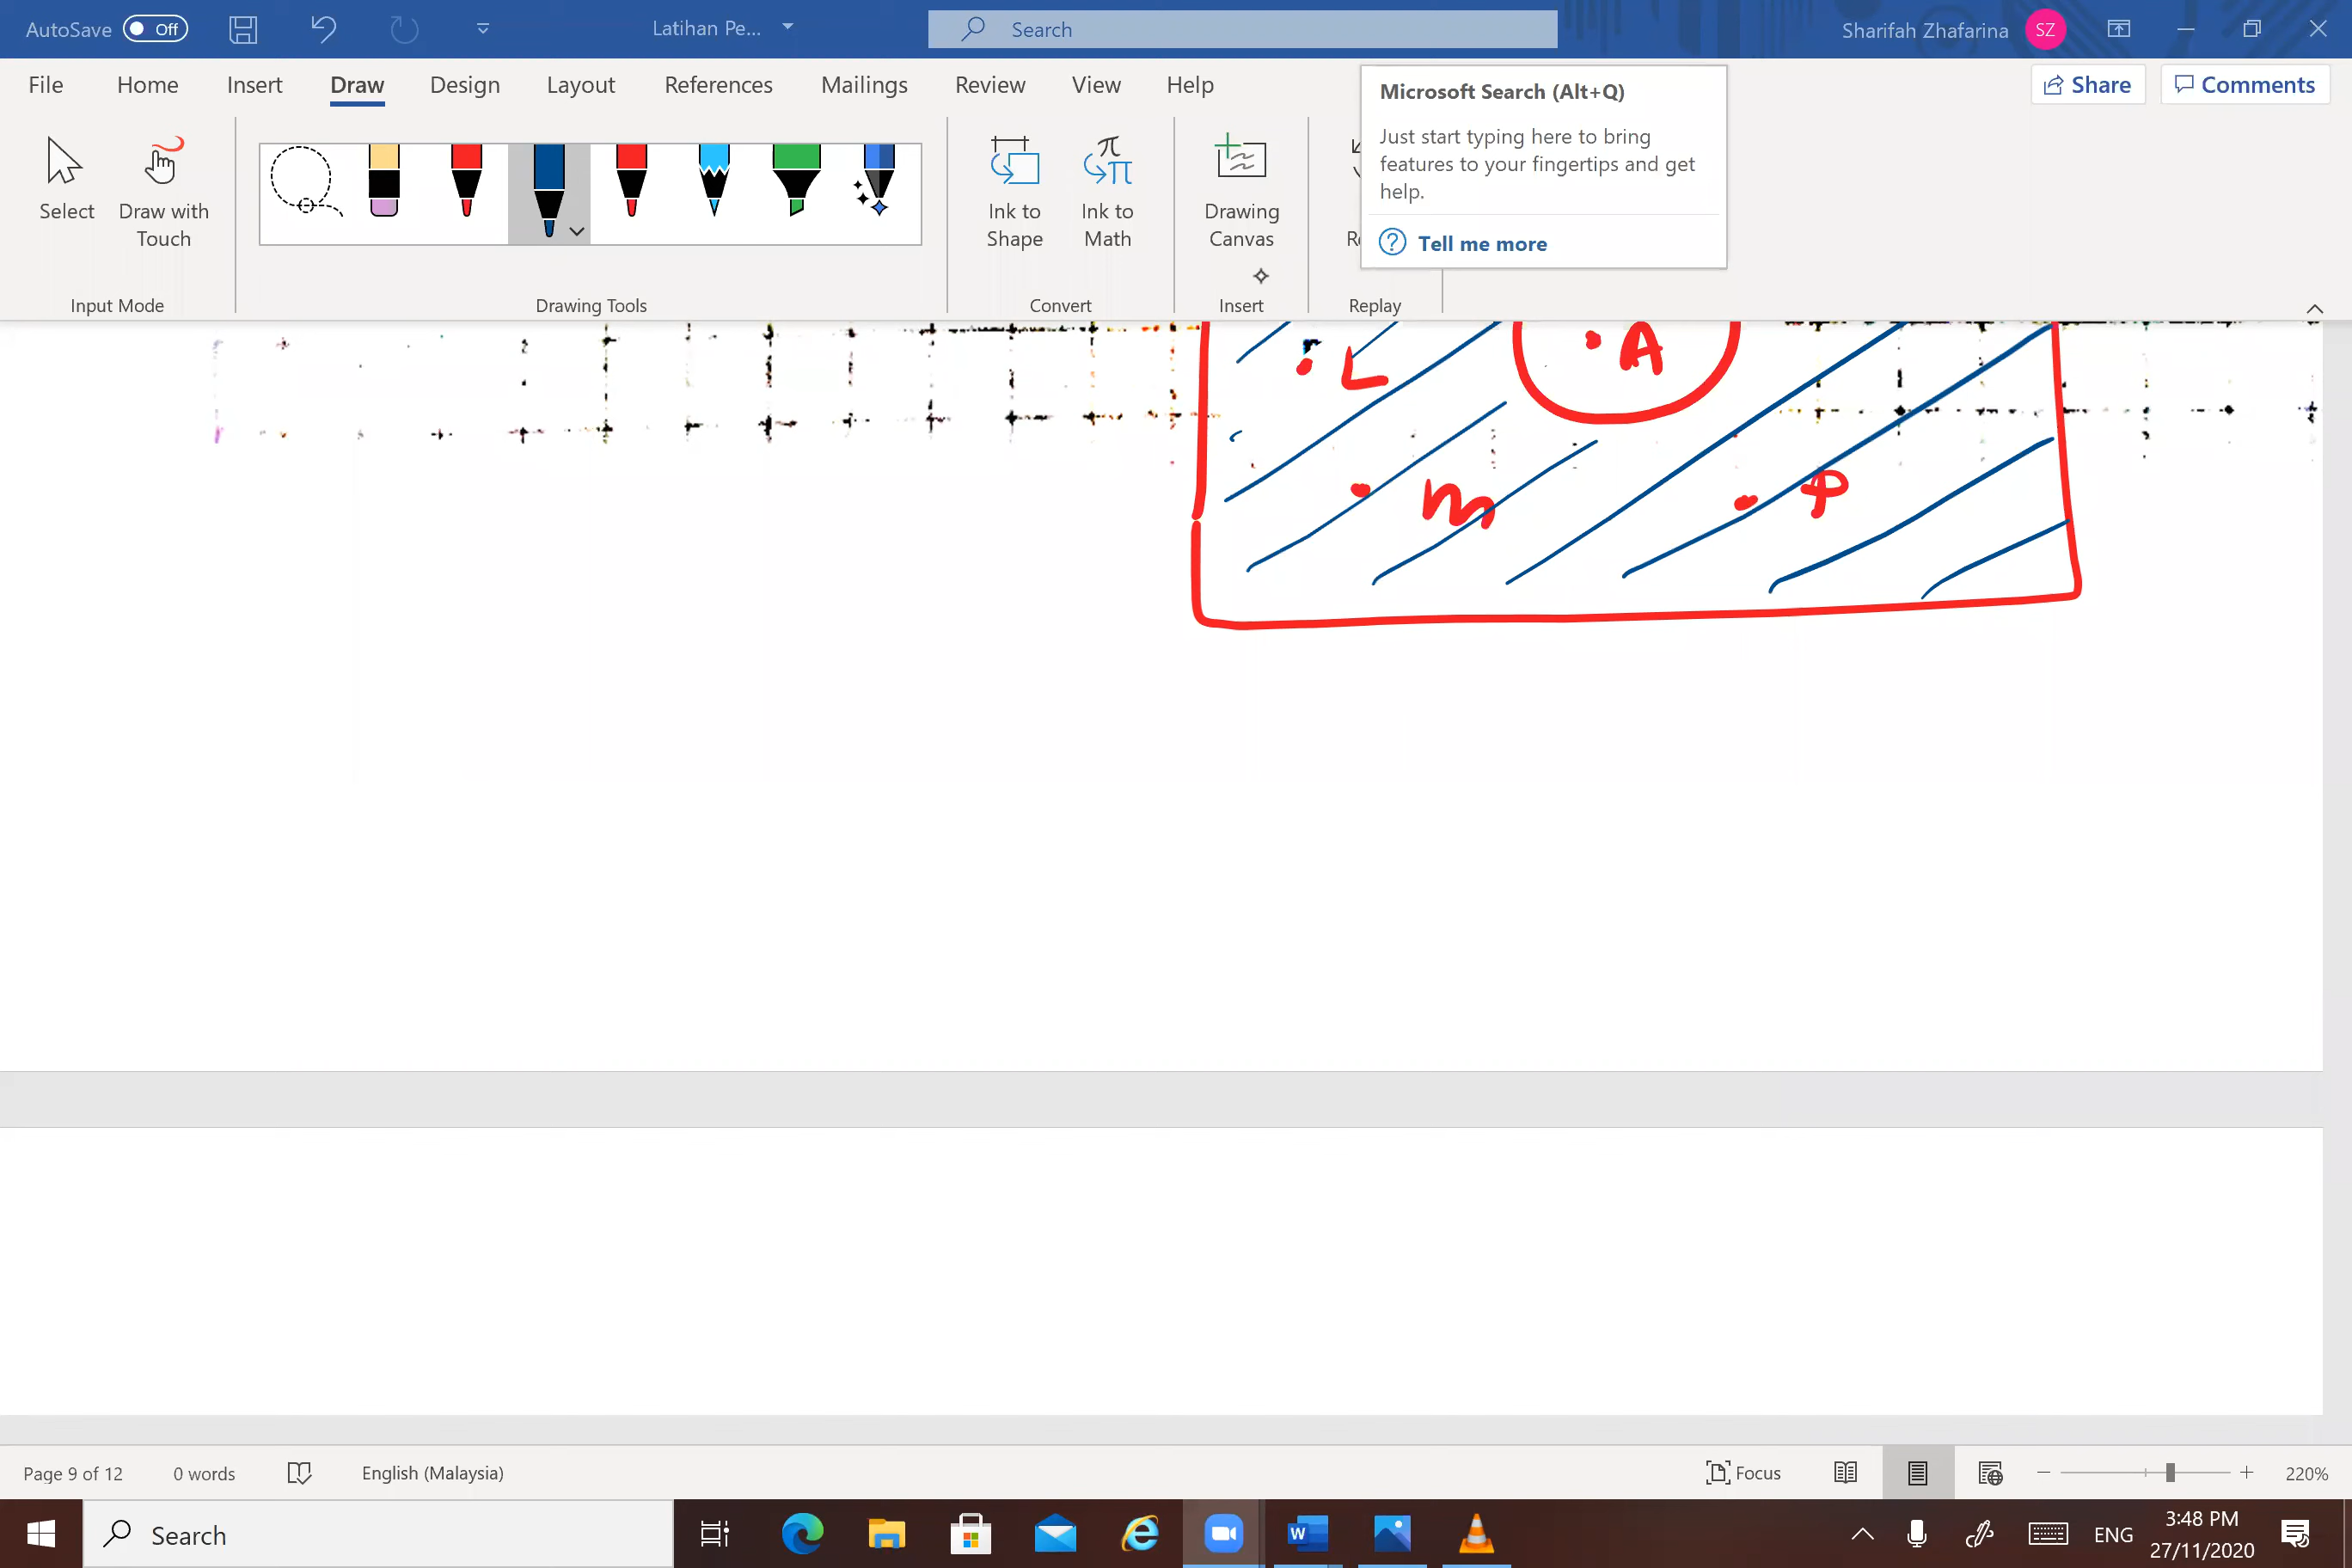 AutoSave Off Latihan Pe... Search Sharifah Zhafarina SZ
File Home Insert Draw Design Layout References Mailings Review View Help Share Comments
Microsoft Search (Alt+Q)
Just start typing here to bring
features to your fingertips and get
help.
Tell me more
Select
Draw with
Touch
Ink to
Shape
Ink to
Math
Drawing
Canvas
Input Mode Drawing Tools Convert Insert Replay
L
A
m
P
Page 9 of 12 0 words English (Malaysia) Focus 220%
Search ENG 3:48 PM
27/11/2020